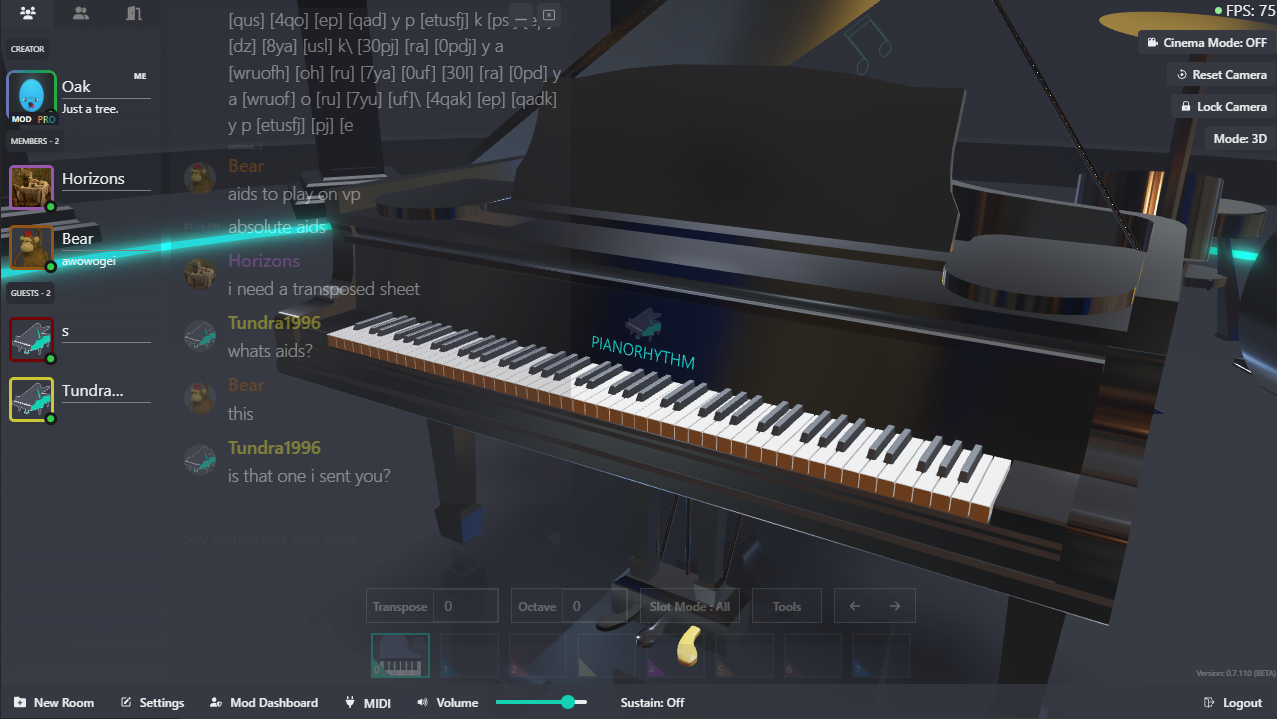 FPS: 75
Cinema Mode: OFF
Reset Camera
Lock Camera
Mode: 3D
CREATOR
ME
Oak
Just a tree.
MOD PRO
MEMBERS - 2
Horizons
Bear
awowogei
GUESTS - 2
s
Tundra...
[qus] [4qo] [ep] [qad] y p [etusfj] k [ps]
[dz] [8ya] [usl] k\ [30pj] [ra] [0pdj] y a
[wruofh] [oh] [ru] [7ya] [0uf] [30l] [ra] [0pd] y
a [wruof] o [ru] [7yu] [uf]\ [4qak] [ep] [qadk]
y p [etusfj] [pj] [e
Bear
aids to play on vp
absolute aids
Horizons
i need a transposed sheet
Tundra1996
whats aids?
Bear
this
Tundra1996
is that one i sent you?
Say something nice here...
PIANORHYTHM
Transpose 0
Octave 0
Slot Mode : All
Tools
0 1 2 4 5 6 7
Version: 0.7.110 (BETA)
New Room
Settings
Mod Dashboard
MIDI
Volume
Sustain: Off
Logout